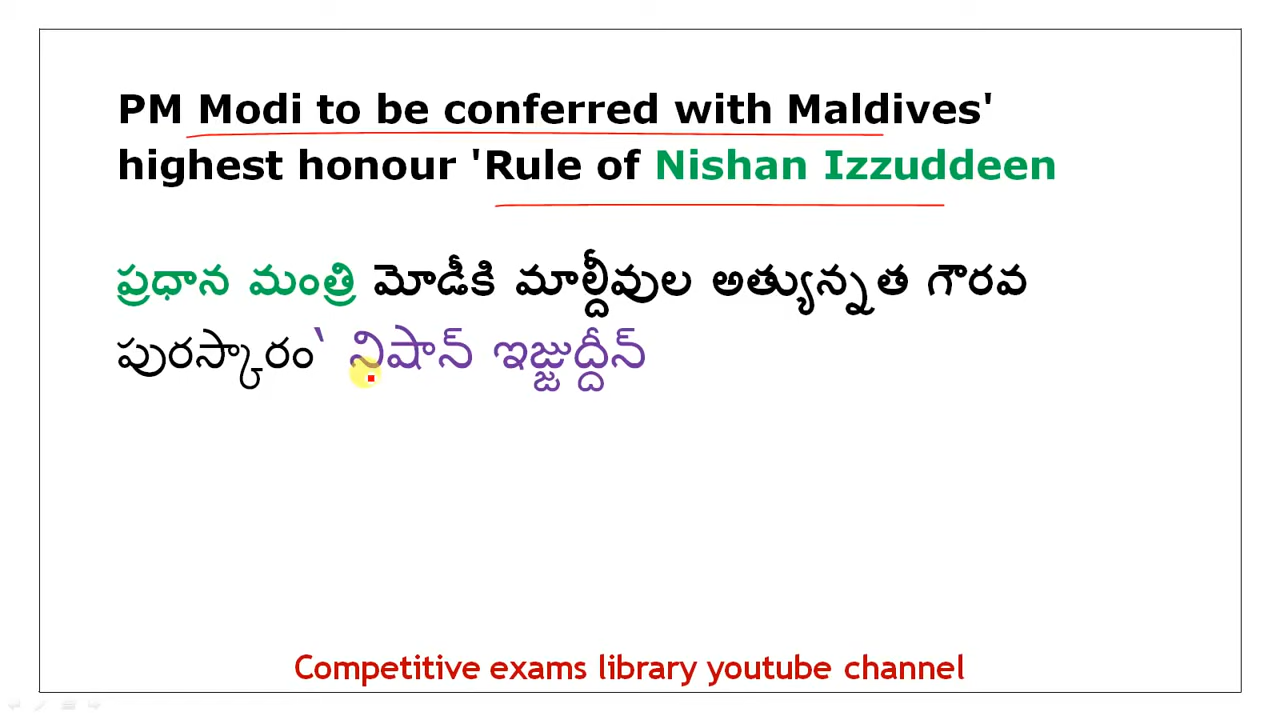 PM Modi to be conferred with Maldives'
highest honour 'Rule of Nishan Izzuddeen
ప్రధాన మంత్రి మోడీకి మాల్దీవుల అత్యున్నత గౌరవ
పురస్కారం‘ నిషాన్ ఇజ్జుద్దీన్
Competitive exams library youtube channel